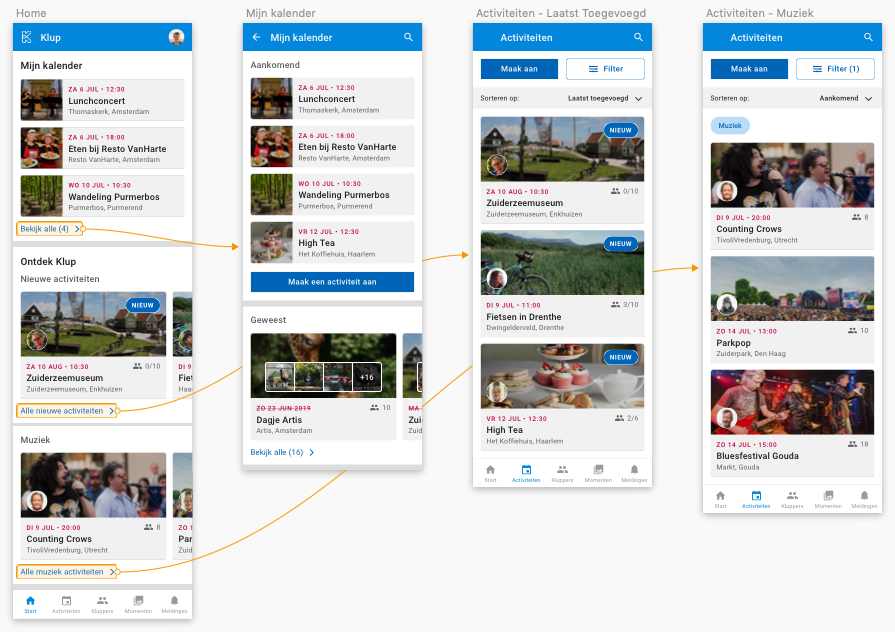 Home
Klup
Mijn kalender
ZA 6 JUL • 12:30
Lunchconcert
Thomaskerk, Amsterdam
ZA 6 JUL • 18:00
Eten bij Resto VanHarte
Resto VanHarte, Amsterdam
WO 10 JUL • 10:30
Wandeling Purmerbos
Purmerbos, Purmerend
Bekijk alle (4)
Ontdek Klup
Nieuwe activiteiten
NIEUW
ZA 10 AUG • 10:30
0/10
Zuiderzeemuseum
Zuiderzeemuseum, Enkhuizen
DI 9
Fiet
Alle nieuwe activiteiten
Muziek
DI 9 JUL • 20:00
8
Counting Crows
TivoliVredenburg, Utrecht
ZO 1
Par
Zuid
Alle muziek activiteiten
Start
Activiteiten
Kluppers
Momenten
Meldingen
Mijn kalender
Mijn kalender
Aankomend
ZA 6 JUL • 12:30
Lunchconcert
Thomaskerk, Amsterdam
ZA 6 JUL • 18:00
Eten bij Resto VanHarte
Resto VanHarte, Amsterdam
WO 10 JUL • 10:30
Wandeling Purmerbos
Purmerbos, Purmerend
VR 12 JUL • 12:30
High Tea
Het Koffiehuis, Haarlem
Maak een activiteit aan
Geweest
+16
ZO 23 JUN 2019
10
Dagje Artis
Artis, Amsterdam
MA
Zui
Zuid
Bekijk alle (16)
Activiteiten - Laatst Toegevoegd
Activiteiten
Maak aan
Filter
Sorteren op:
Laatst toegevoegd
NIEUW
ZA 10 AUG • 10:30
0/10
Zuiderzeemuseum
Zuiderzeemuseum, Enkhuizen
NIEUW
DI 9 JUL • 11:00
3/10
Fietsen in Drenthe
Dwingelderveld, Drenthe
NIEUW
VR 12 JUL • 12:30
2/6
High Tea
Het Koffiehuis, Haarlem
Start
Activiteiten
Kluppers
Momenten
Meldingen
Activiteiten - Muziek
Activiteiten
Maak aan
Filter (1)
Sorteren op:
Aankomend
Muziek
DI 9 JUL • 20:00
8
Counting Crows
TivoliVredenburg, Utrecht
ZO 14 JUL • 13:00
10
Parkpop
Zuiderpark, Den Haag
ZO 14 JUL • 15:00
18
Bluesfestival Gouda
Markt, Gouda
Start
Activiteiten
Kluppers
Momenten
Meldingen